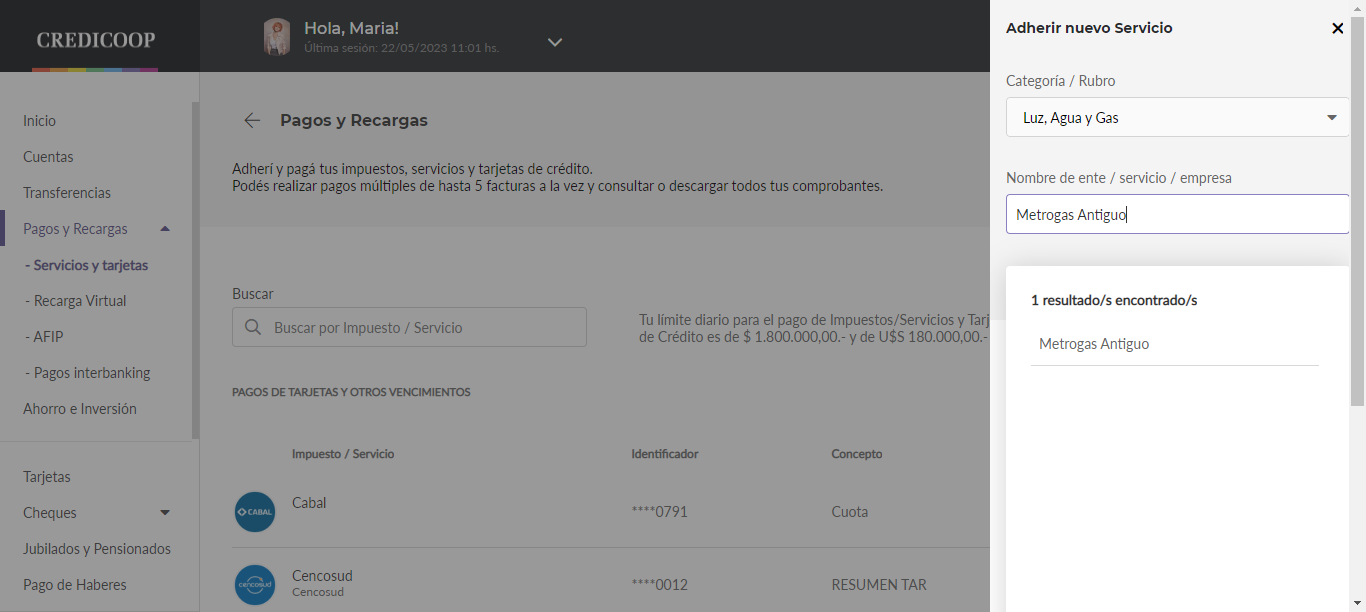 CREDICOOP
Hola, Maria!
Última sesión: 22/05/2023 11:01 hs.
Inicio
Cuentas
Transferencias
Pagos y Recargas
- Servicios y tarjetas
- Recarga Virtual
- AFIP
- Pagos interbanking
Ahorro e Inversión
Tarjetas
Cheques
Jubilados y Pensionados
Pago de Haberes
Pagos y Recargas
Adherí y pagá tus impuestos, servicios y tarjetas de crédito.
Podés realizar pagos múltiples de hasta 5 facturas a la vez y consultar o descargar todos tus comprobantes.
Buscar
Buscar por Impuesto / Servicio
Tu límite diario para el pago de Impuestos/Servicios y Tarj
de Crédito es de $ 1.800.000,00.- y de U$S 180.000,00.-
PAGOS DE TARJETAS Y OTROS VENCIMIENTOS
Impuesto / Servicio Identificador Concepto
CABAL Cabal ****0791 Cuota
cencosud Cencosud ****0012 RESUMEN TAR
Cencosud
Adherir nuevo Servicio
Categoría / Rubro
Luz, Agua y Gas
Nombre de ente / servicio / empresa
Metrogas Antiguo
1 resultado/s encontrado/s
Metrogas Antiguo